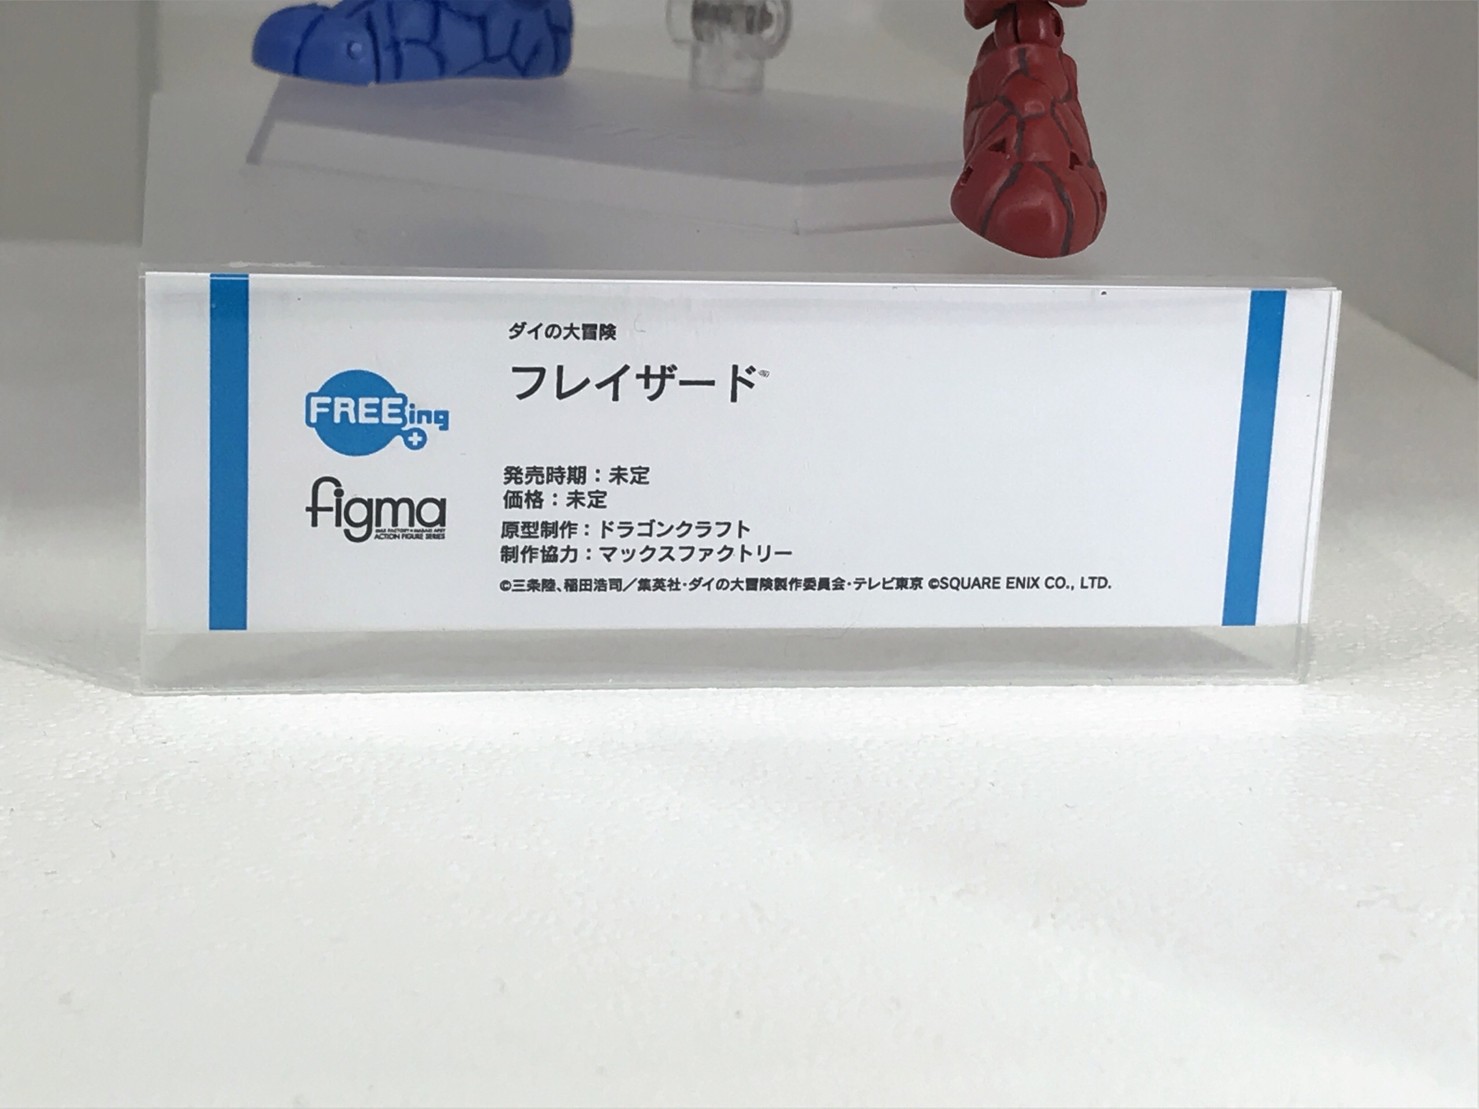 ダイの大冒険
フレイザード
FREEing
figma
ACTION FIGURE SERIES
発売時期：未定
価格：未定
原型制作：ドラゴンクラフト
制作協力：マックスファクトリー
©三条陸、稲田浩司／集英社・ダイの大冒険製作委員会・テレビ東京 ©SQUARE ENIX CO., LTD.